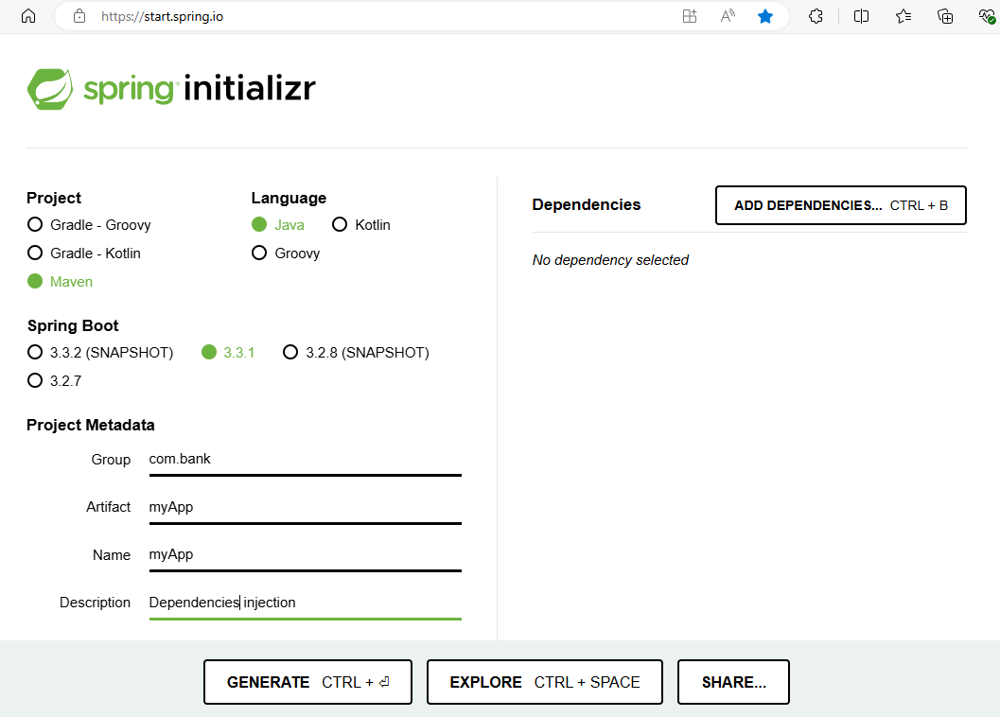 https://start.spring.io
spring initializr
Project
Gradle - Groovy
Gradle - Kotlin
Maven
Language
Java Kotlin
Groovy
Spring Boot
3.3.2 (SNAPSHOT) 3.3.1 3.2.8 (SNAPSHOT)
3.2.7
Project Metadata
Group com.bank
Artifact myApp
Name myApp
Description Dependencies injection
Dependencies ADD DEPENDENCIES... CTRL + B
No dependency selected
GENERATE CTRL + ⏎ EXPLORE CTRL + SPACE SHARE...